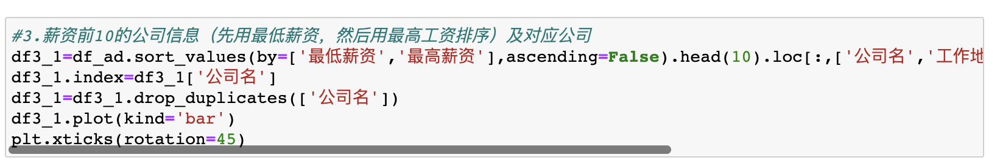 #3.薪资前10的公司信息（先用最低薪资，然后用最高工资排序）及对应公司
df3_1=df_ad.sort_values(by=['最低薪资','最高薪资'],ascending=False).head(10).loc[:,['公司名','工作地
df3_1.index=df3_1['公司名']
df3_1=df3_1.drop_duplicates(['公司名'])
df3_1.plot(kind='bar')
plt.xticks(rotation=45)